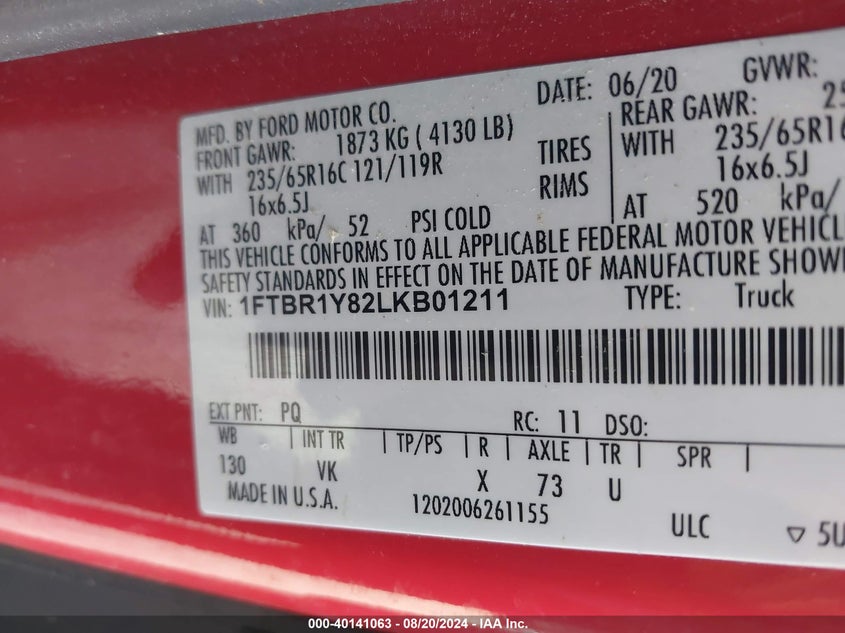 MFD. BY FORD MOTOR CO. DATE: 06/20 GVWR:
FRONT GAWR: 1873 KG ( 4130 LB) REAR GAWR:
WITH 235/65R16C 121/119R TIRES WITH
16x6.5J RIMS 16x6.5J
AT 360 kPa/ 52 PSI COLD AT 520 kPa/
THIS VEHICLE CONFORMS TO ALL APPLICABLE FEDERAL MOTOR VEHICLE
SAFETY STANDARDS IN EFFECT ON THE DATE OF MANUFACTURE
VIN: 1FTBR1Y82LKB01211 TYPE: Truck
EXT PNT: PQ RC: 11 DSO:
WB | INT TR | TP/PS | R | AXLE | TR | SPR |
130 VK X 73 U
MADE IN U.S.A. 1202006261155 ULC
000-40141063 - 08/20/2024 - IAA Inc.